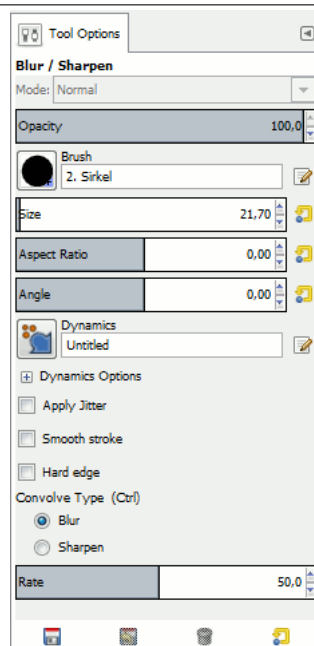 Tool Options
Blur / Sharpen
Mode: Normal
Opacity 100,0
Brush
2. Sirkel
Size 21,70
Aspect Ratio 0,00
Angle 0,00
Dynamics
Untitled
Dynamics Options
Apply Jitter
Smooth stroke
Hard edge
Convolve Type (Ctrl)
Blur
Sharpen
Rate 50,0